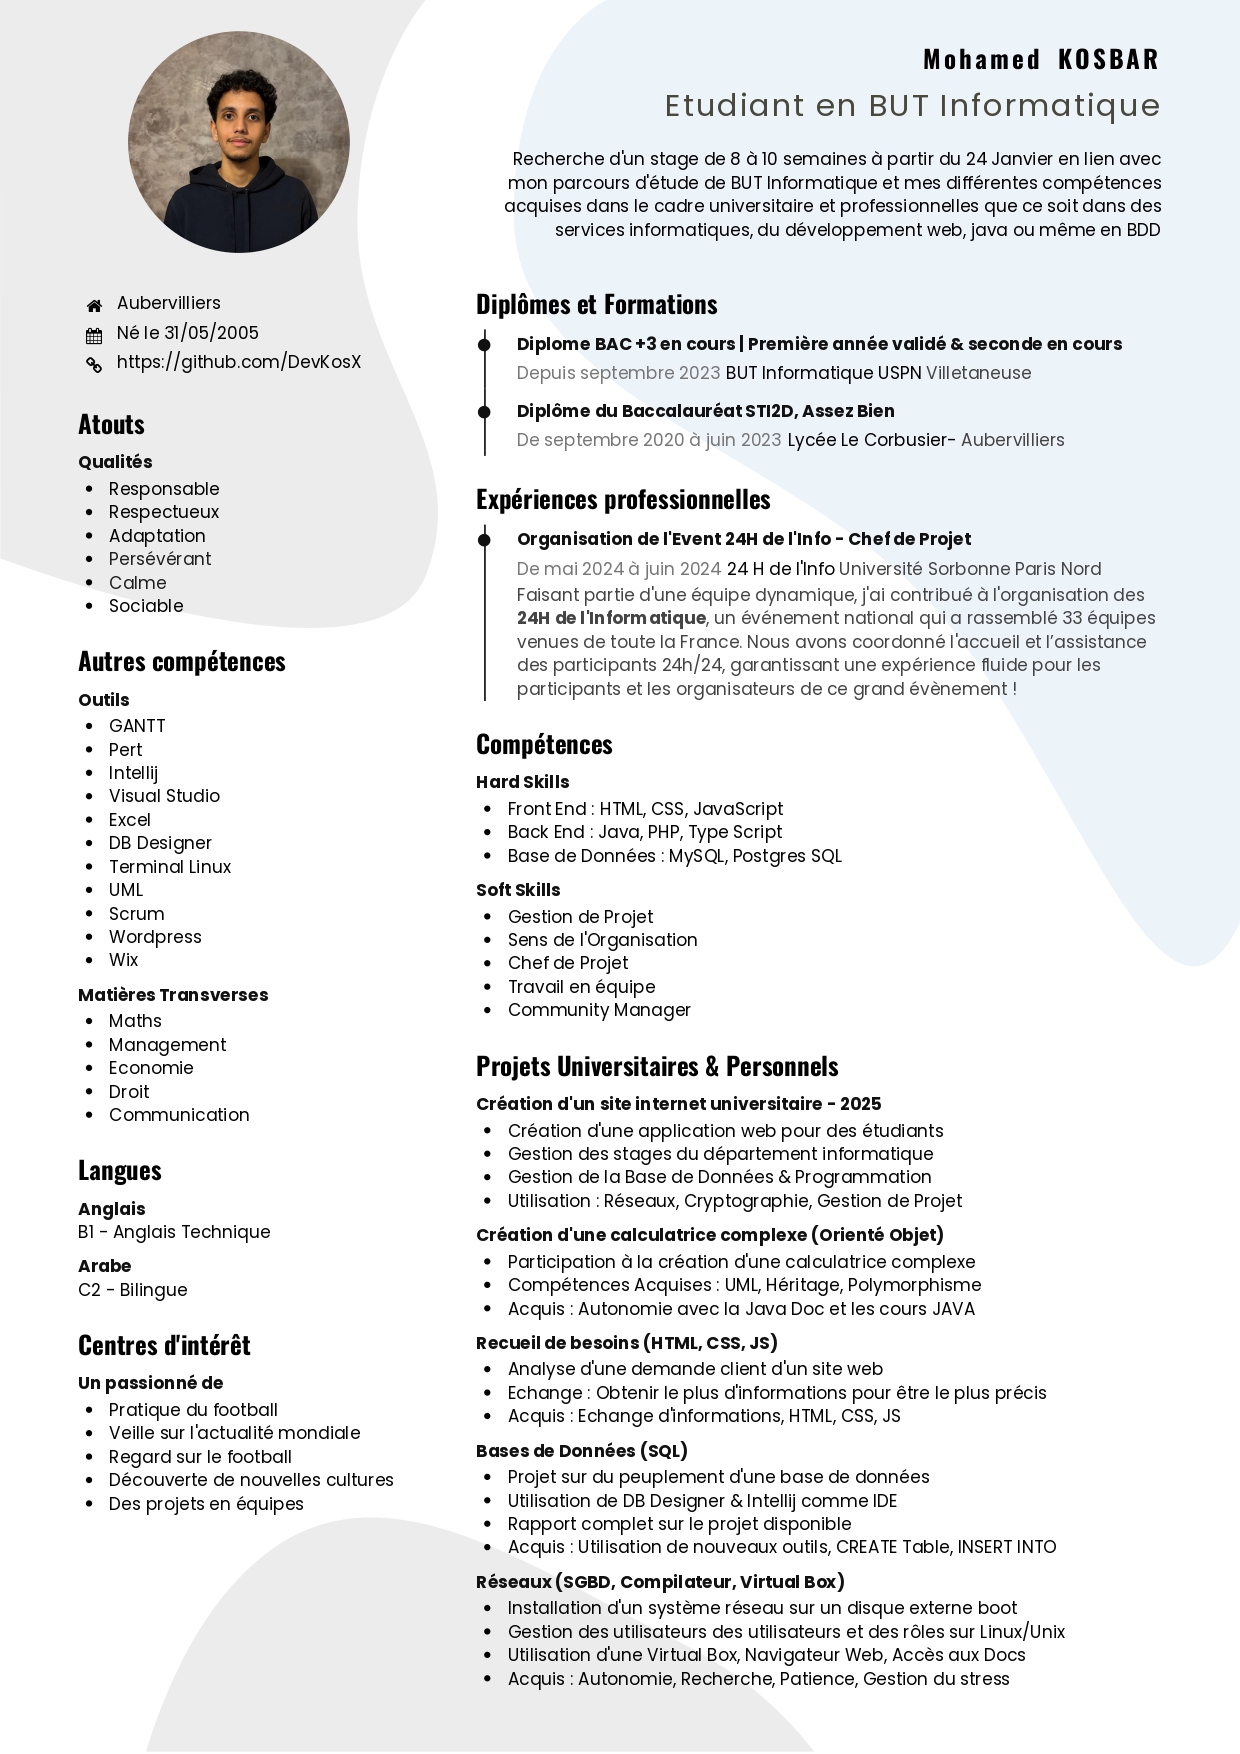 Mohamed KOSBAR
Etudiant en BUT Informatique
Recherche d'un stage de 8 à 10 semaines à partir du 24 Janvier en lien avec
mon parcours d'étude de BUT Informatique et mes différentes compétences
acquises dans le cadre universitaire et professionnelles que ce soit dans des
services informatiques, du développement web, java ou même en BDD
Aubervilliers
Né le 31/05/2005
https://github.com/DevKosX
Atouts
Qualités
• Responsable
• Respectueux
• Adaptation
• Persévérant
• Calme
• Sociable
Autres compétences
Outils
• GANTT
• Pert
• Intellij
• Visual Studio
• Excel
• DB Designer
• Terminal Linux
• UML
• Scrum
• Wordpress
• Wix
Matières Transverses
• Maths
• Management
• Economie
• Droit
• Communication
Langues
Anglais
B1 - Anglais Technique
Arabe
C2 - Bilingue
Centres d'intérêt
Un passionné de
• Pratique du football
• Veille sur l'actualité mondiale
• Regard sur le football
• Découverte de nouvelles cultures
• Des projets en équipes
Diplômes et Formations
Diplome BAC +3 en cours | Première année validé & seconde en cours
Depuis septembre 2023 BUT Informatique USPN Villetaneuse
Diplôme du Baccalauréat STI2D, Assez Bien
De septembre 2020 à juin 2023 Lycée Le Corbusier- Aubervilliers
Expériences professionnelles
Organisation de l'Event 24H de l'Info - Chef de Projet
De mai 2024 à juin 2024 24 H de l'Info Université Sorbonne Paris Nord
Faisant partie d'une équipe dynamique, j'ai contribué à l'organisation des
24H de l'Informatique, un événement national qui a rassemblé 33 équipes
venues de toute la France. Nous avons coordonné l'accueil et l’assistance
des participants 24h/24, garantissant une expérience fluide pour les
participants et les organisateurs de ce grand évènement !
Compétences
Hard Skills
• Front End : HTML, CSS, JavaScript
• Back End : Java, PHP, Type Script
• Base de Données : MySQL, Postgres SQL
Soft Skills
• Gestion de Projet
• Sens de l'Organisation
• Chef de Projet
• Travail en équipe
• Community Manager
Projets Universitaires & Personnels
Création d'un site internet universitaire - 2025
• Création d'une application web pour des étudiants
• Gestion des stages du département informatique
• Gestion de la Base de Données & Programmation
• Utilisation : Réseaux, Cryptographie, Gestion de Projet
Création d'une calculatrice complexe (Orienté Objet)
• Participation à la création d'une calculatrice complexe
• Compétences Acquises : UML, Héritage, Polymorphisme
• Acquis : Autonomie avec la Java Doc et les cours JAVA
Recueil de besoins (HTML, CSS, JS)
• Analyse d'une demande client d'un site web
• Echange : Obtenir le plus d'informations pour être le plus précis
• Acquis : Echange d'informations, HTML, CSS, JS
Bases de Données (SQL)
• Projet sur du peuplement d'une base de données
• Utilisation de DB Designer & Intellij comme IDE
• Rapport complet sur le projet disponible
• Acquis : Utilisation de nouveaux outils, CREATE Table, INSERT INTO
Réseaux (SGBD, Compilateur, Virtual Box)
• Installation d'un système réseau sur un disque externe boot
• Gestion des utilisateurs des utilisateurs et des rôles sur Linux/Unix
• Utilisation d'une Virtual Box, Navigateur Web, Accès aux Docs
• Acquis : Autonomie, Recherche, Patience, Gestion du stress